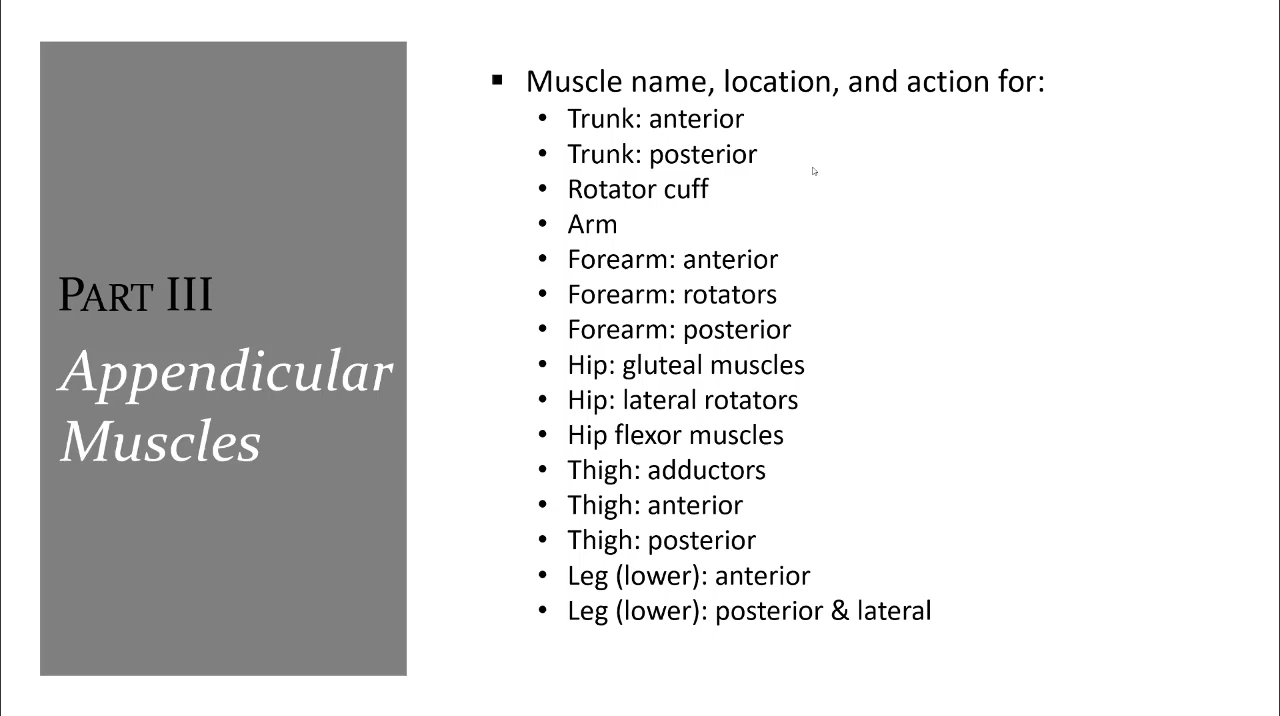 PART III
Appendicular
Muscles
▪ Muscle name, location, and action for:
• Trunk: anterior
• Trunk: posterior
• Rotator cuff
• Arm
• Forearm: anterior
• Forearm: rotators
• Forearm: posterior
• Hip: gluteal muscles
• Hip: lateral rotators
• Hip flexor muscles
• Thigh: adductors
• Thigh: anterior
• Thigh: posterior
• Leg (lower): anterior
• Leg (lower): posterior & lateral